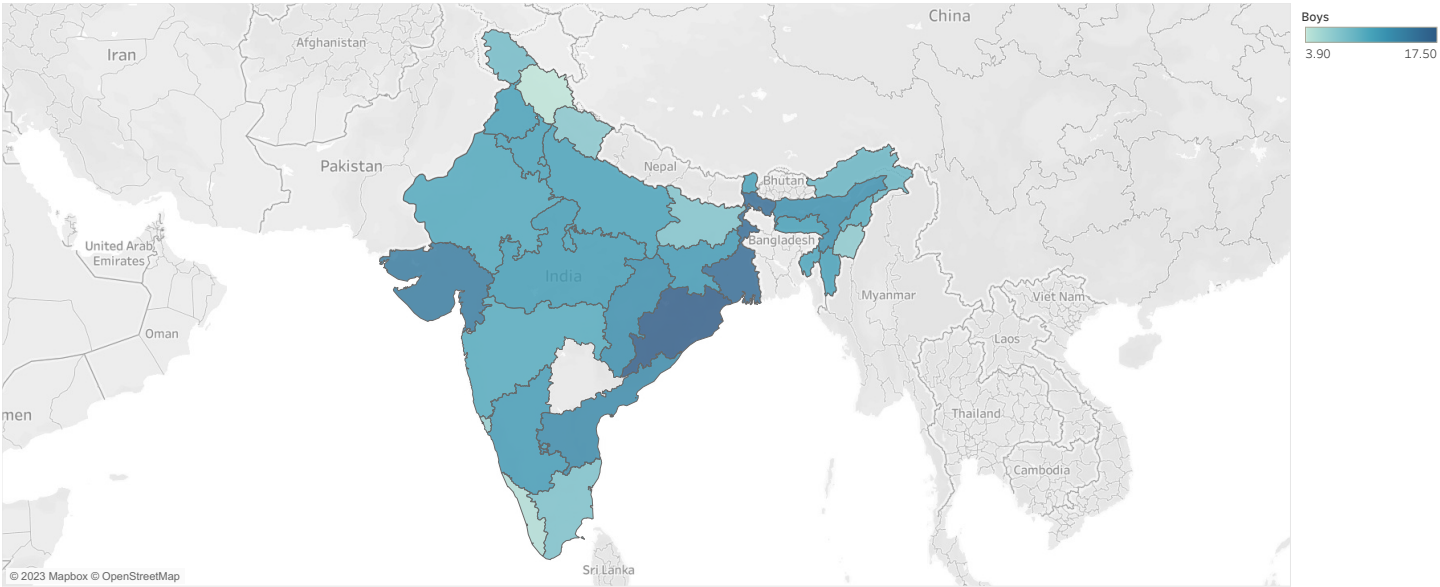 China
Boys
Iran
Afghanistan
3.90
17.50
Pakistan
Nepal
Bhutan
United Arab
Emirates
Bangladesh
India
Myanmar
Viet Nam
Oman
Laos
men
Thailand
Cambodia
Sri Lanka
© 2023 Mapbox © OpenStreetMap